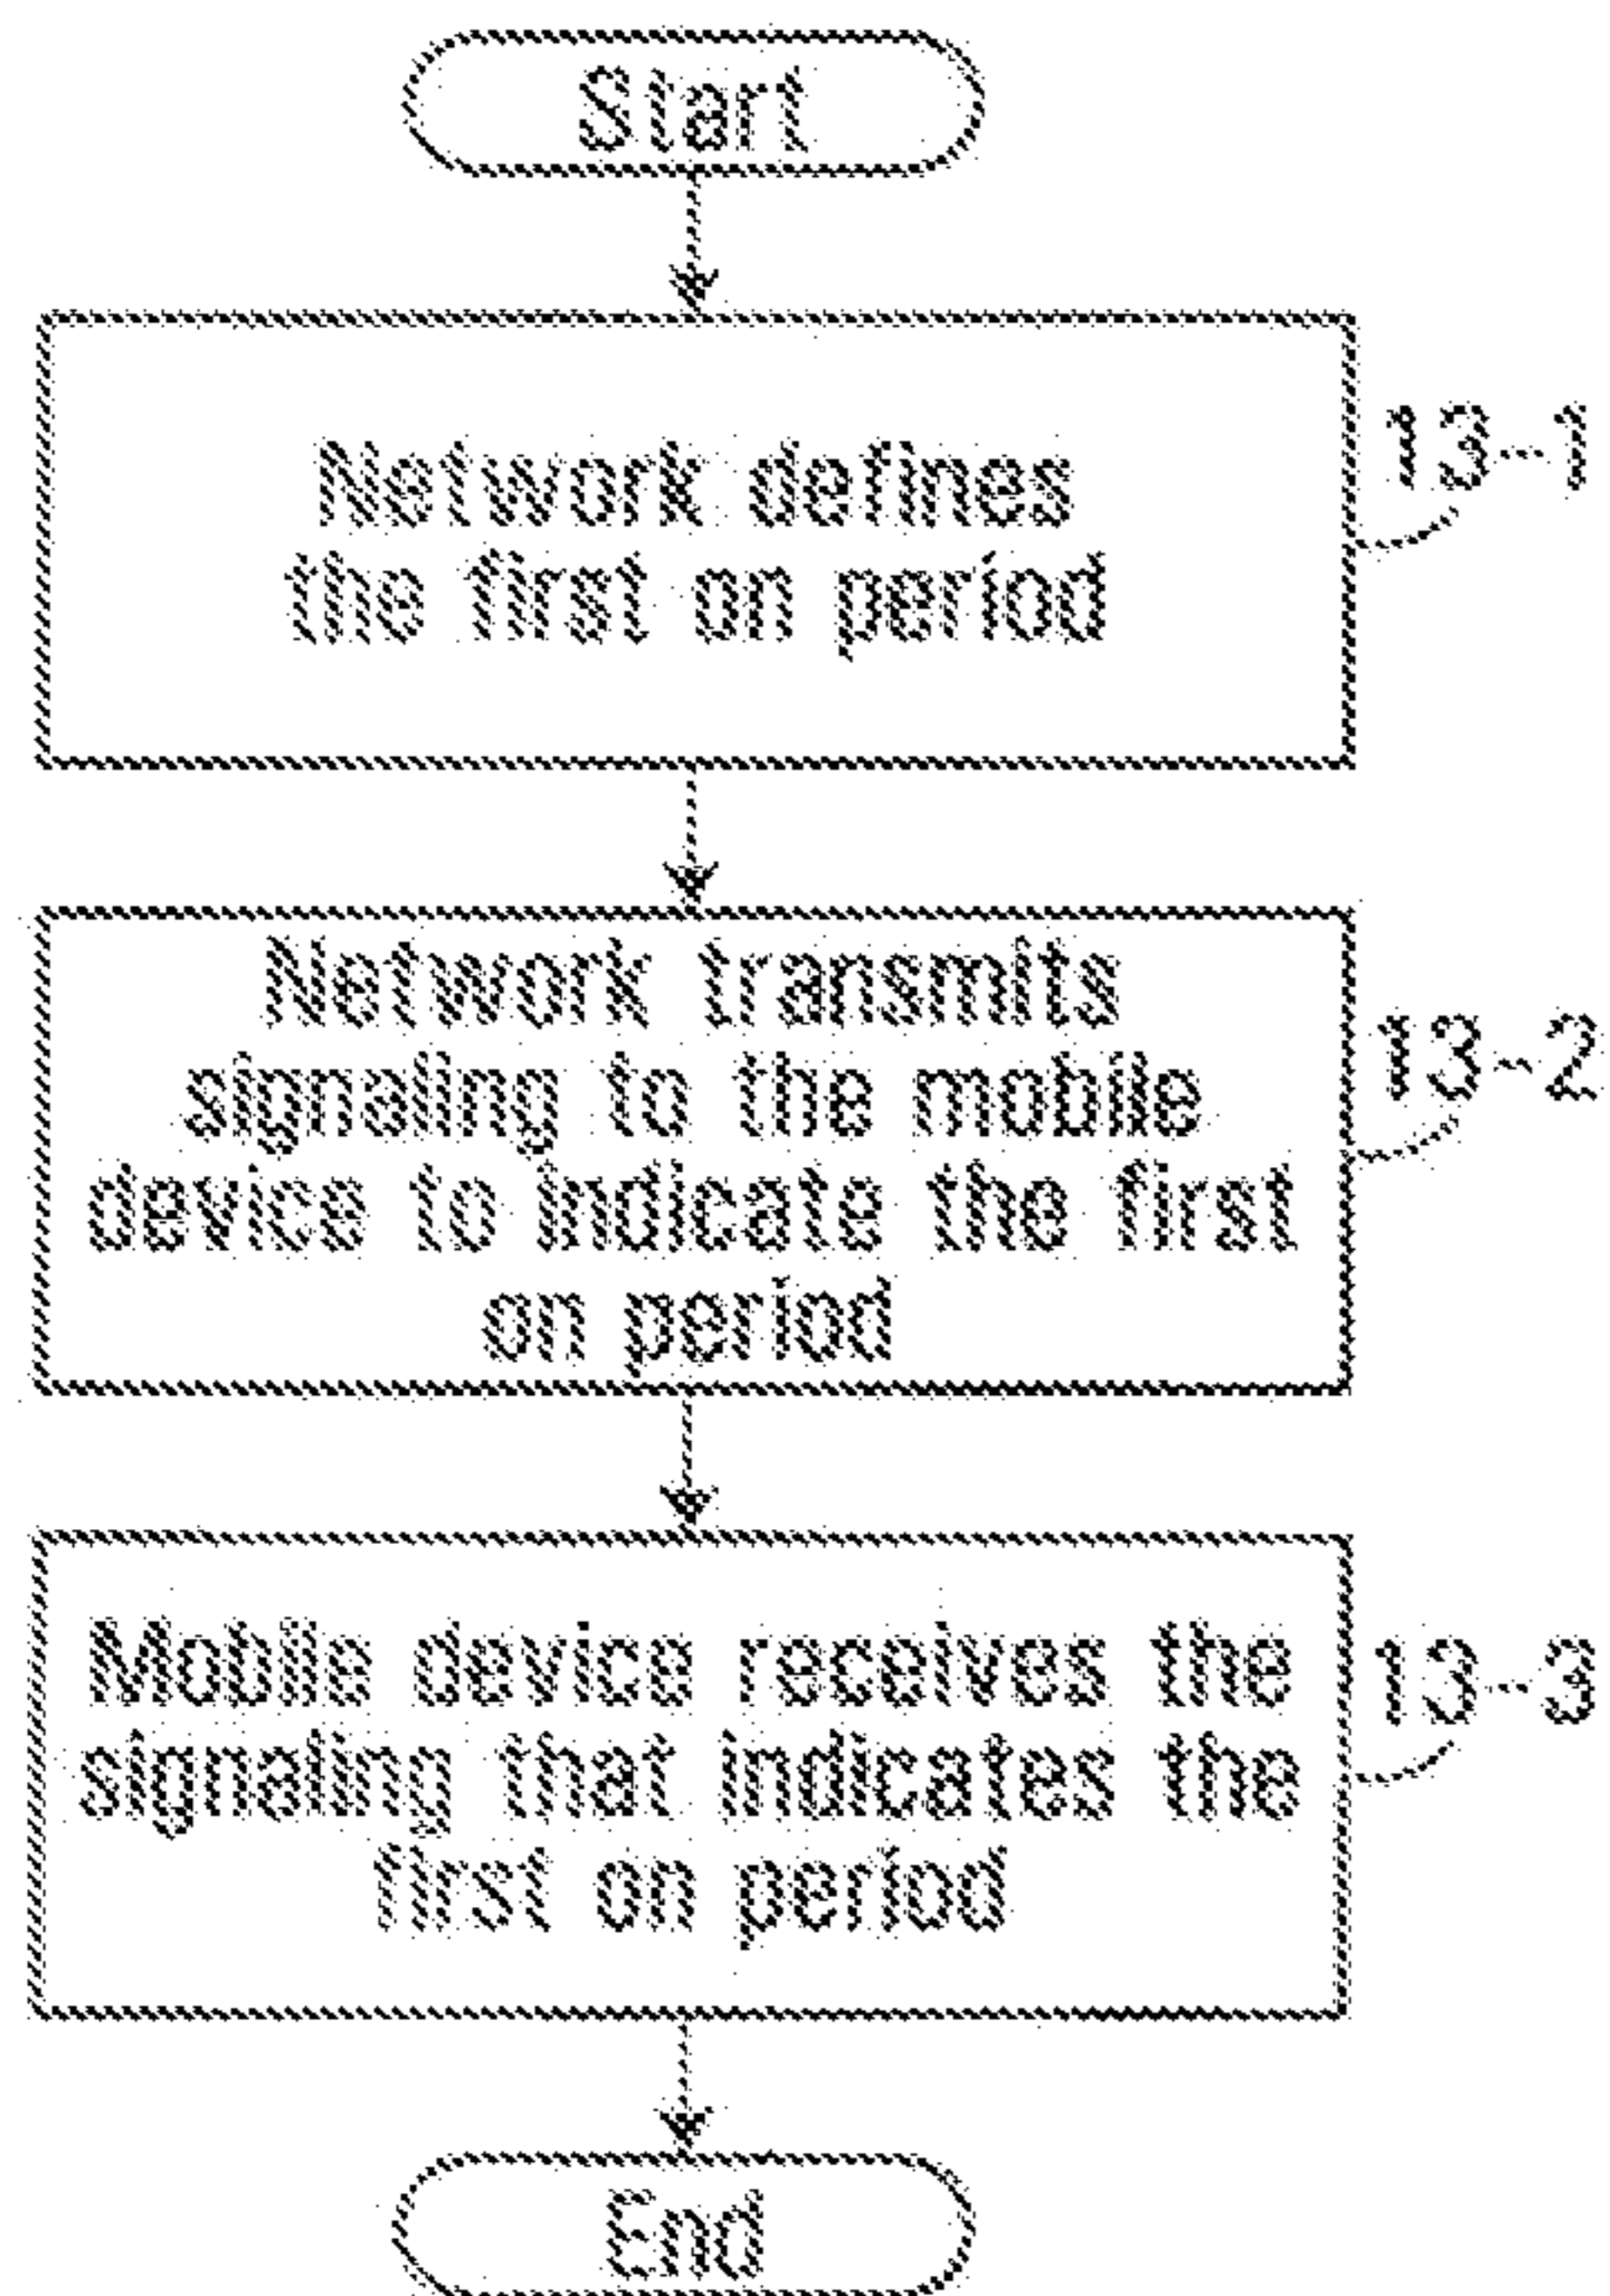 Start
Network defines
the first on period
13-1
Network transmits
signaling to the mobile
device to indicate the first
on period
13-2
Mobile device receives the
signaling that indicates the
first on period
13-3
End